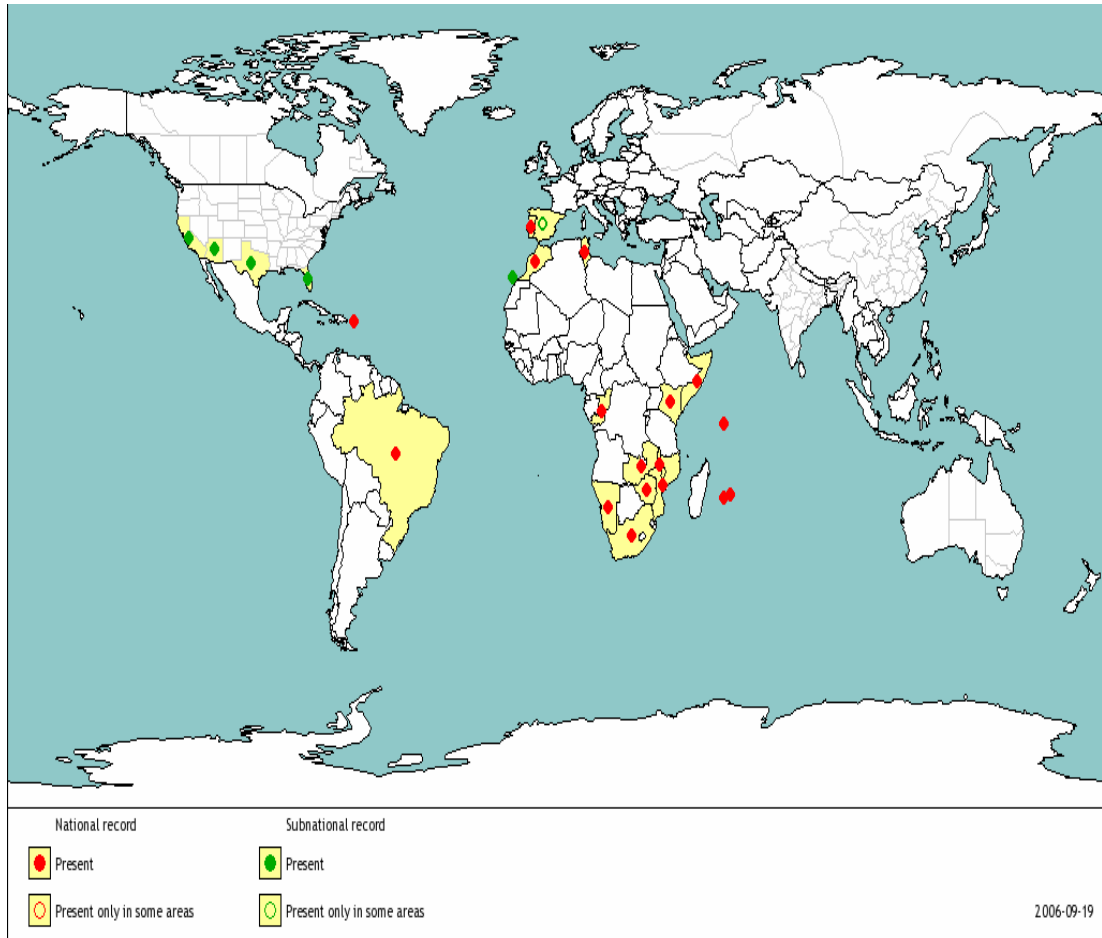 National record
Subnational record
Present
Present
Present only in some areas
Present only in some areas
2006-09-19